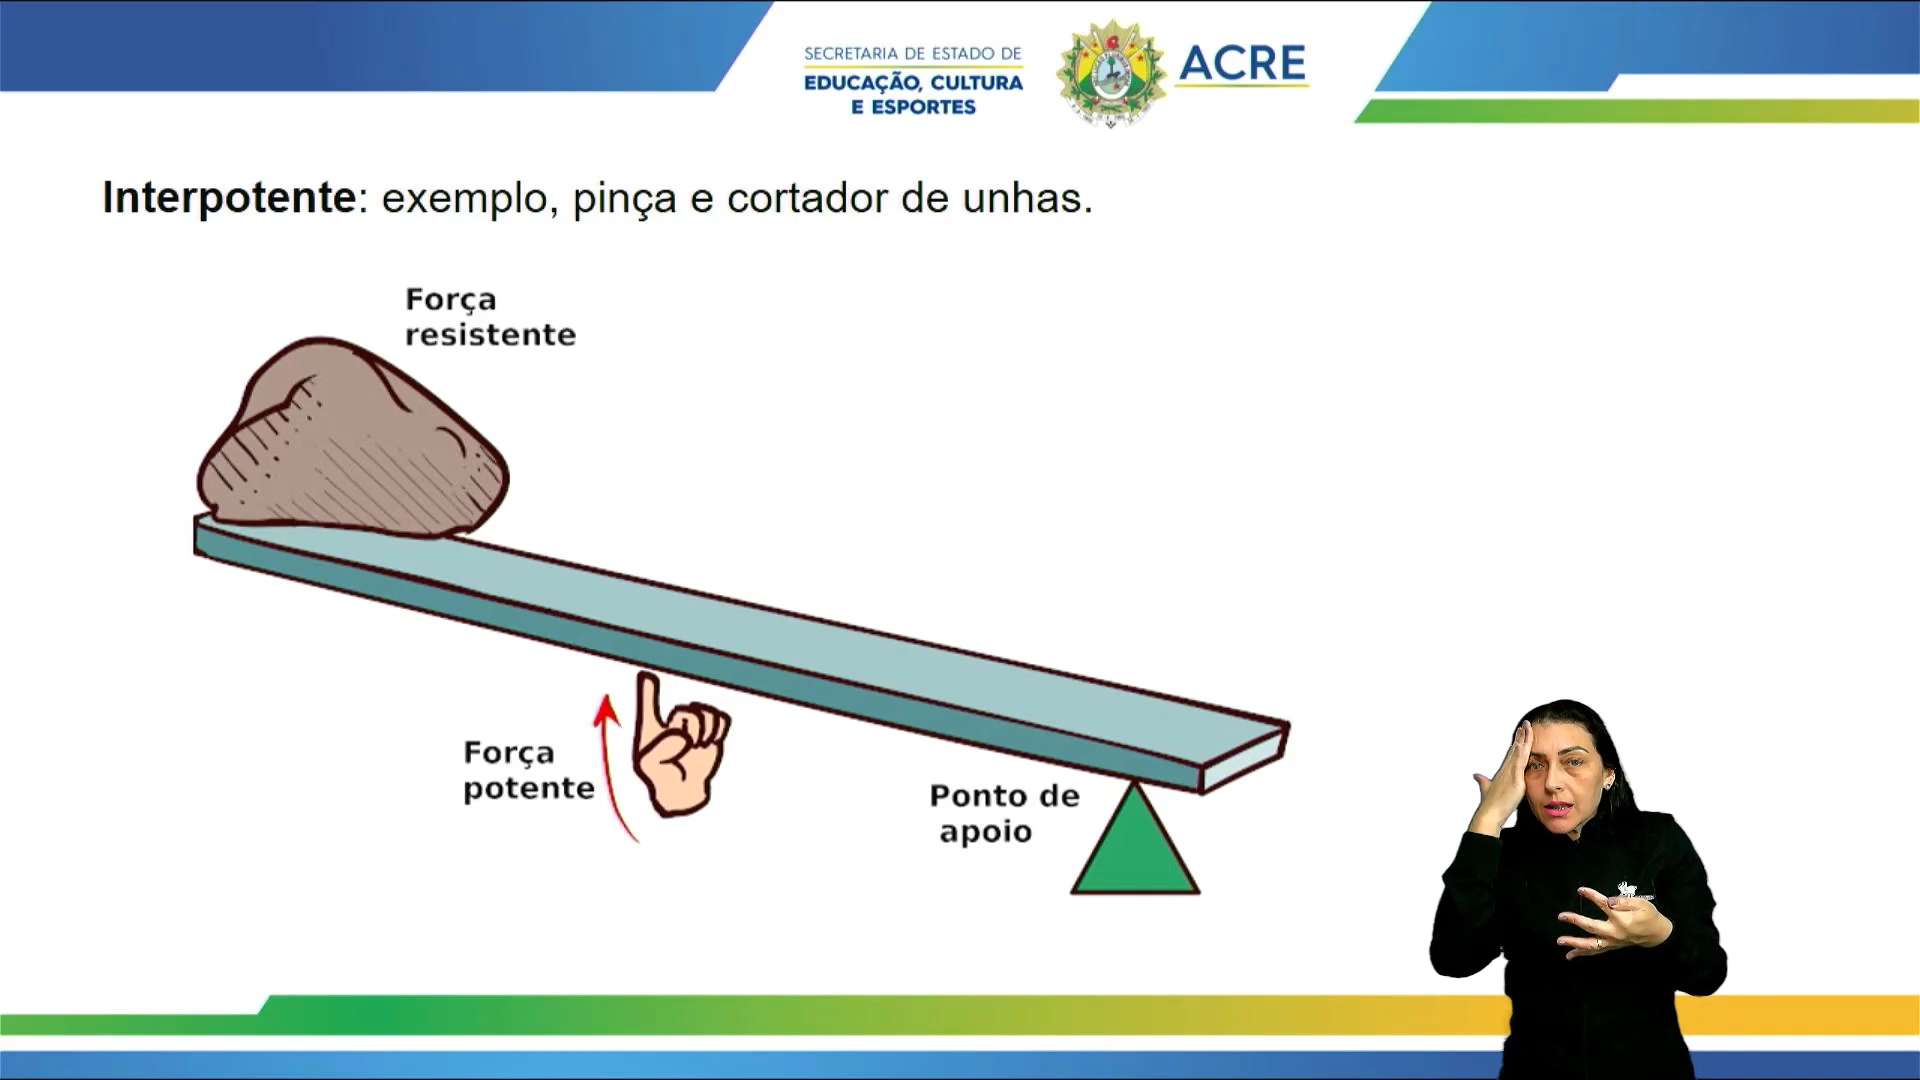 SECRETARIA DE ESTADO DE
EDUCAÇÃO, CULTURA
E ESPORTES
ACRE
Interpotente: exemplo, pinça e cortador de unhas.
Força
resistente
Força
potente
Ponto de
apoio